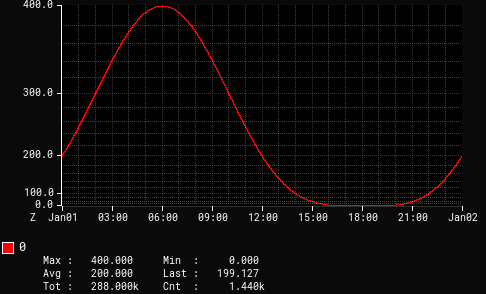 400.0
300.0
200.0
100.0
0.0
Z Jan01 03:00 06:00 09:00 12:00 15:00 18:00 21:00 Jan02
0
Max : 400.000 Min : 0.000
Avg : 200.000 Last : 199.127
Tot : 288.000k Cnt : 1.440k